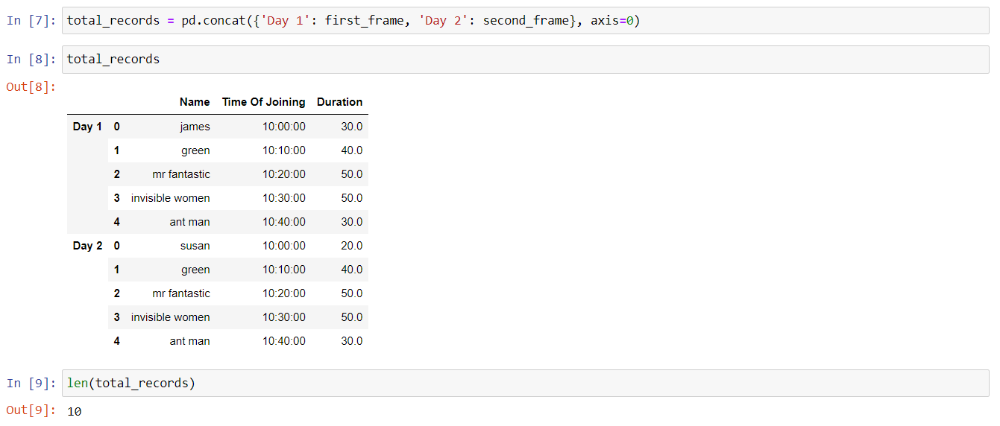 In [7]: total_records = pd.concat({'Day 1': first_frame, 'Day 2': second_frame}, axis=0)
In [8]: total_records
Out[8]:
Name Time Of Joining Duration
Day 1 0 james 10:00:00 30.0
1 green 10:10:00 40.0
2 mr fantastic 10:20:00 50.0
3 invisible women 10:30:00 50.0
4 ant man 10:40:00 30.0
Day 2 0 susan 10:00:00 20.0
1 green 10:10:00 40.0
2 mr fantastic 10:20:00 50.0
3 invisible women 10:30:00 50.0
4 ant man 10:40:00 30.0
In [9]: len(total_records)
Out[9]: 10